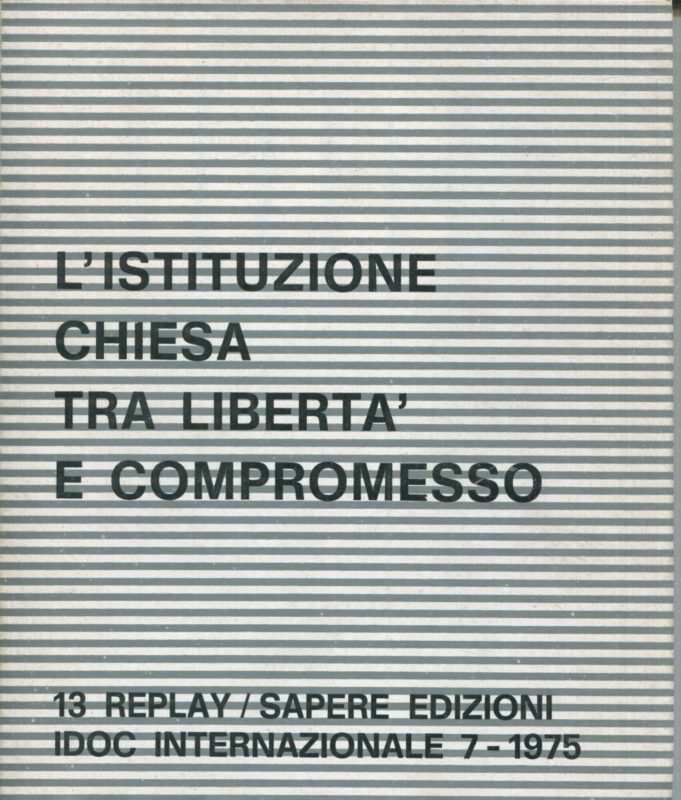 L'ISTITUZIONE
CHIESA
TRA LIBERTA'
E COMPROMESSO
13 REPLAY / SAPERE EDIZIONI
IDOC INTERNAZIONALE 7 - 1975